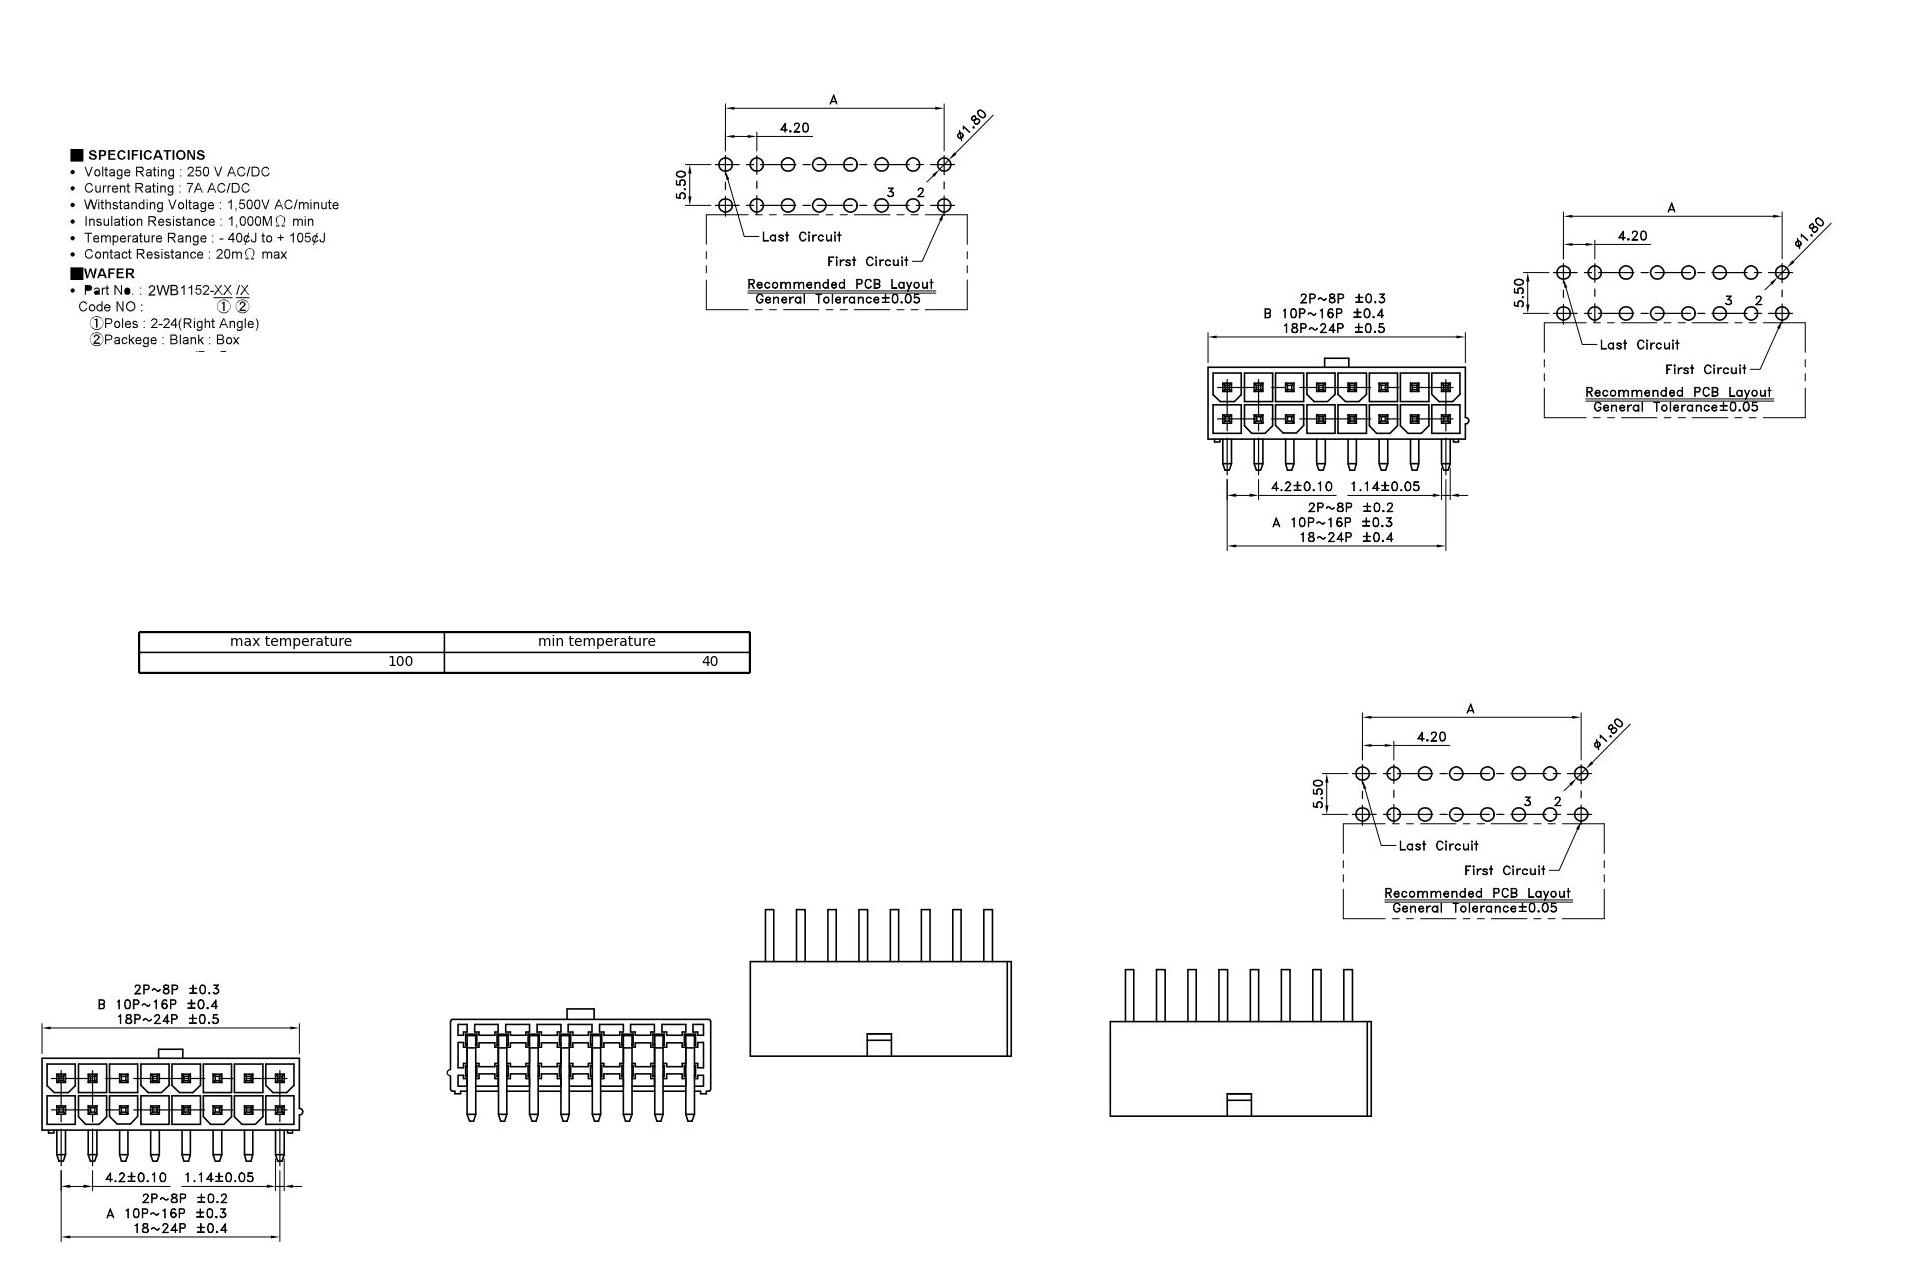 ■ SPECIFICATIONS
• Voltage Rating : 250 V AC/DC
• Current Rating : 7A AC/DC
• Withstanding Voltage : 1,500V AC/minute
• Insulation Resistance : 1,000MΩ min
• Temperature Range : - 40¢J to + 105¢J
• Contact Resistance : 20mΩ max
■WAFER
• Part No. : 2WB1152-XX /X
Code NO : ① ②
①Poles : 2-24(Right Angle)
②Packege : Blank : Box
A
4.20
ø1.80
5.50
3 2
Last Circuit
First Circuit
Recommended PCB Layout
General Tolerance±0.05
2P~8P ±0.3
B 10P~16P ±0.4
18P~24P ±0.5
4.2±0.10 1.14±0.05
2P~8P ±0.2
A 10P~16P ±0.3
18~24P ±0.4
A
4.20
ø1.80
5.50
3 2
Last Circuit
First Circuit
Recommended PCB Layout
General Tolerance±0.05
max temperature min temperature
100 40
A
4.20
ø1.80
5.50
3 2
Last Circuit
First Circuit
Recommended PCB Layout
General Tolerance±0.05
2P~8P ±0.3
B 10P~16P ±0.4
18P~24P ±0.5
4.2±0.10 1.14±0.05
2P~8P ±0.2
A 10P~16P ±0.3
18~24P ±0.4